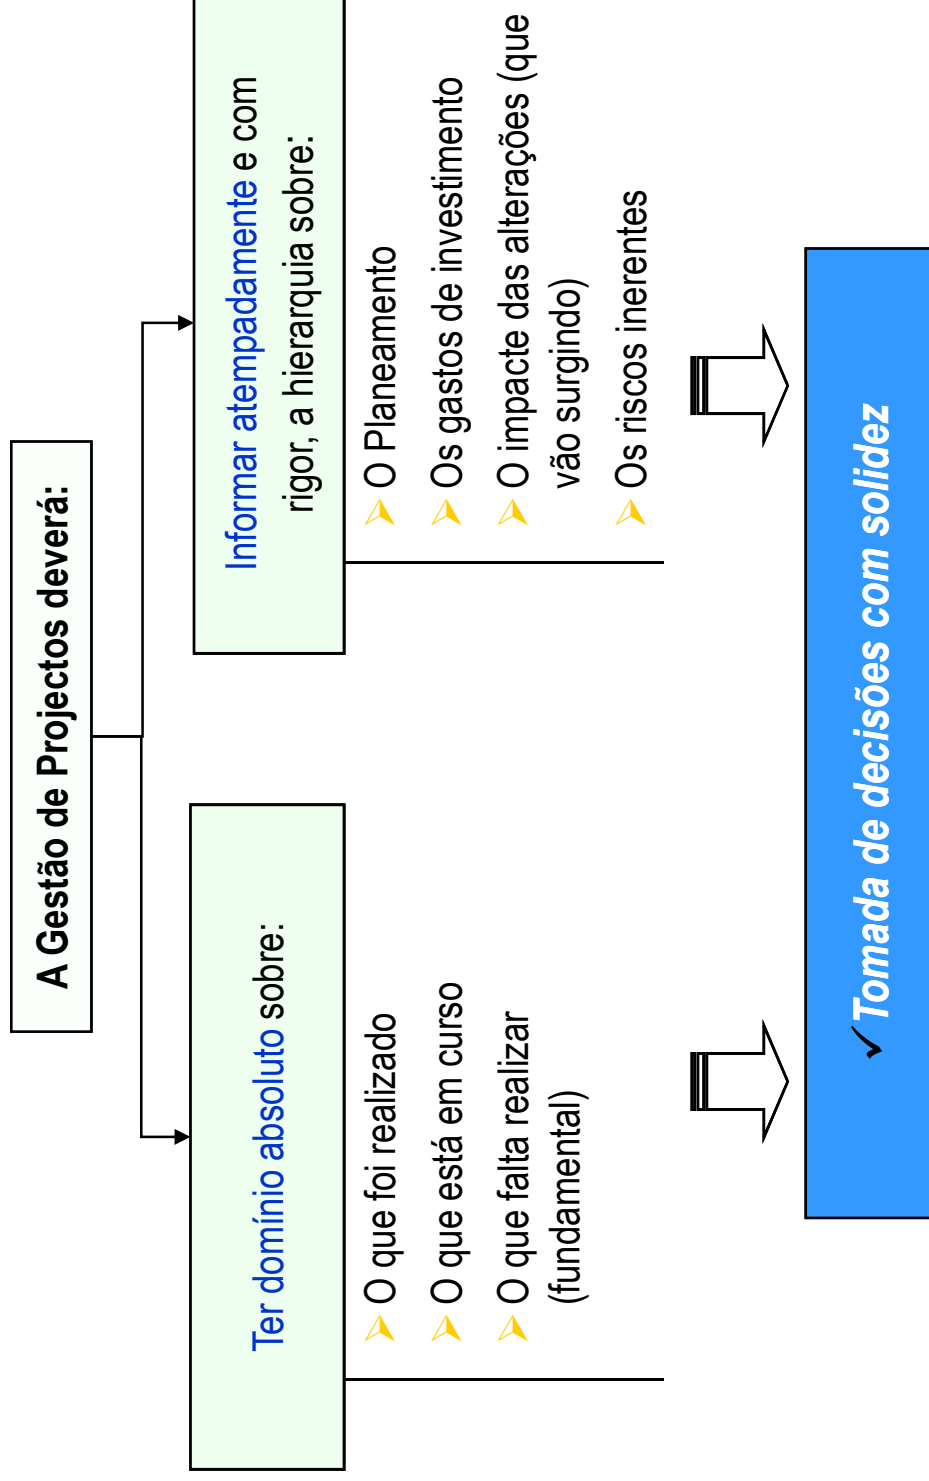 A Gestão de Projectos deverá:
Ter domínio absoluto sobre:
O que foi realizado
O que está em curso
O que falta realizar
(fundamental)
Informar atempadamente e com
rigor, a hierarquia sobre:
O Planeamento
Os gastos de investimento
O impacte das alterações (que
vão surgindo)
Os riscos inerentes
✓Tomada de decisões com solidez